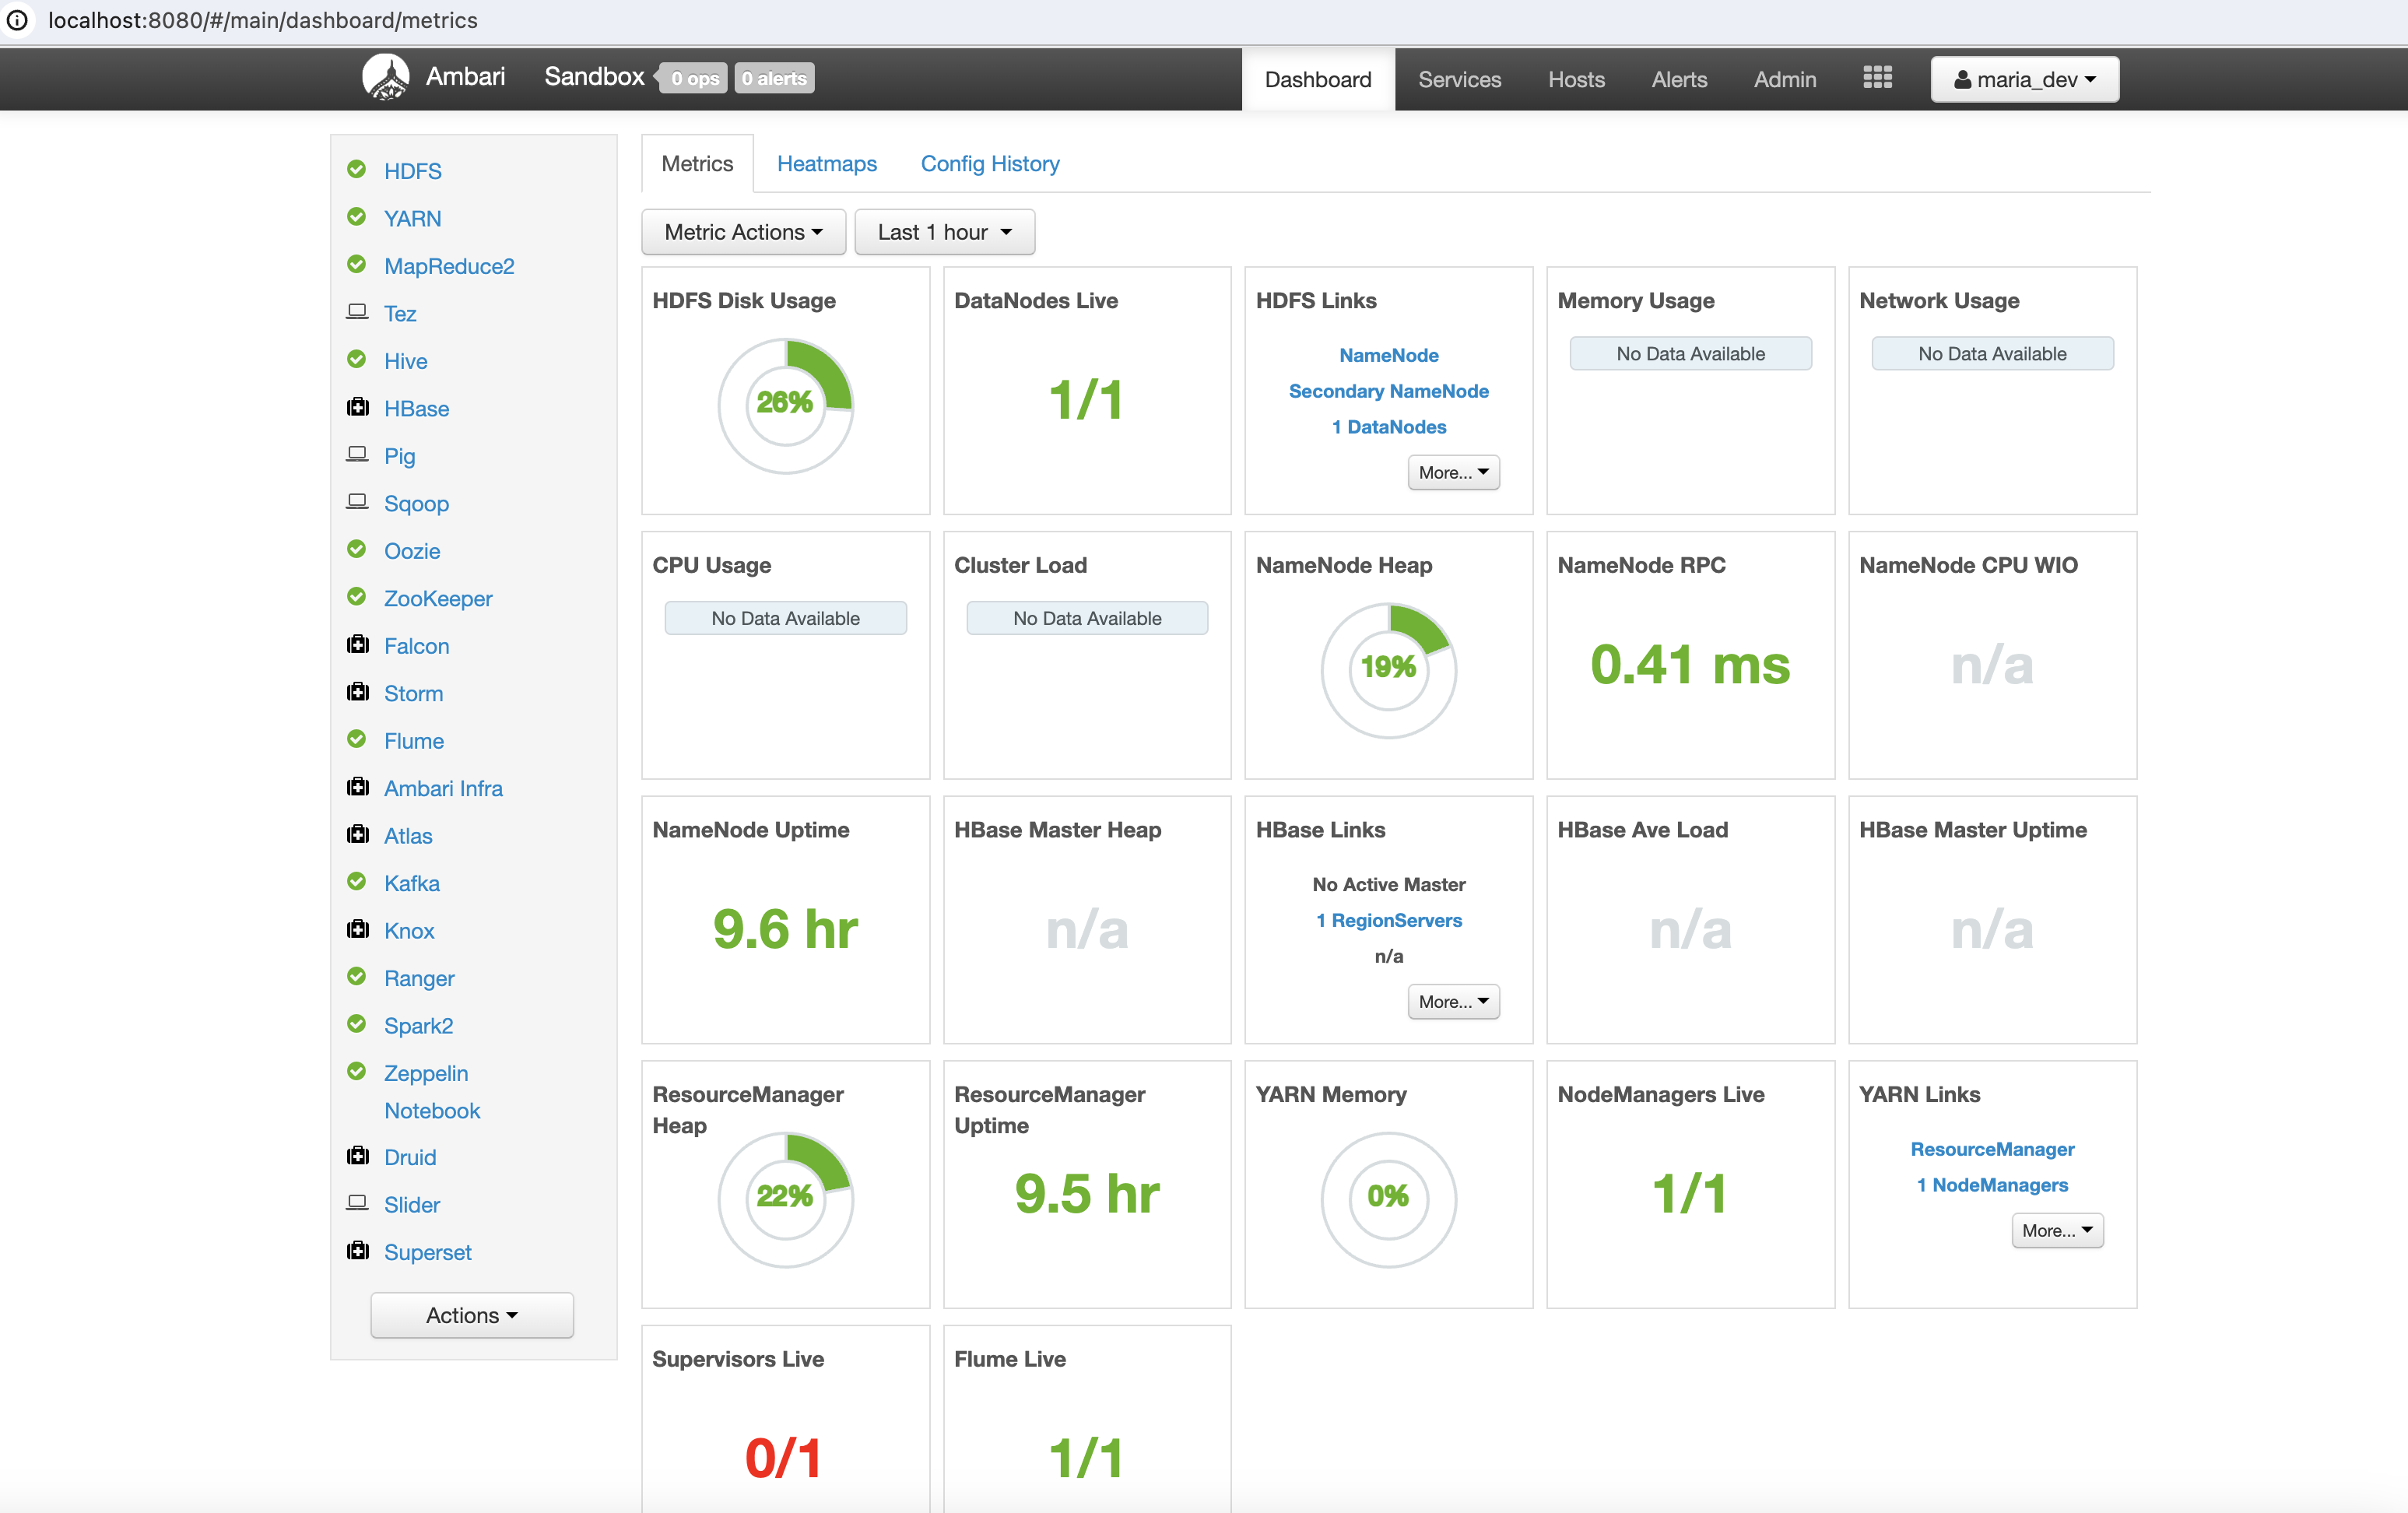 localhost:8080/#/main/dashboard/metrics
Ambari
Sandbox
0 ops
0 alerts
Dashboard
Services
Hosts
Alerts
Admin
maria_dev
HDFS
YARN
MapReduce2
Tez
Hive
HBase
Pig
Sqoop
Oozie
ZooKeeper
Falcon
Storm
Flume
Ambari Infra
Atlas
Kafka
Knox
Ranger
Spark2
Zeppelin
Notebook
Druid
Slider
Superset
Actions
Metrics
Heatmaps
Config History
Metric Actions
Last 1 hour
HDFS Disk Usage
26%
DataNodes Live
1/1
HDFS Links
NameNode
Secondary NameNode
1 DataNodes
More...
Memory Usage
No Data Available
Network Usage
No Data Available
CPU Usage
No Data Available
Cluster Load
No Data Available
NameNode Heap
19%
NameNode RPC
0.41 ms
NameNode CPU WIO
n/a
NameNode Uptime
9.6 hr
HBase Master Heap
n/a
HBase Links
No Active Master
1 RegionServers
n/a
More...
HBase Ave Load
n/a
HBase Master Uptime
n/a
ResourceManager
Heap
22%
ResourceManager
Uptime
9.5 hr
YARN Memory
0%
NodeManagers Live
1/1
YARN Links
ResourceManager
1 NodeManagers
More...
Supervisors Live
0/1
Flume Live
1/1